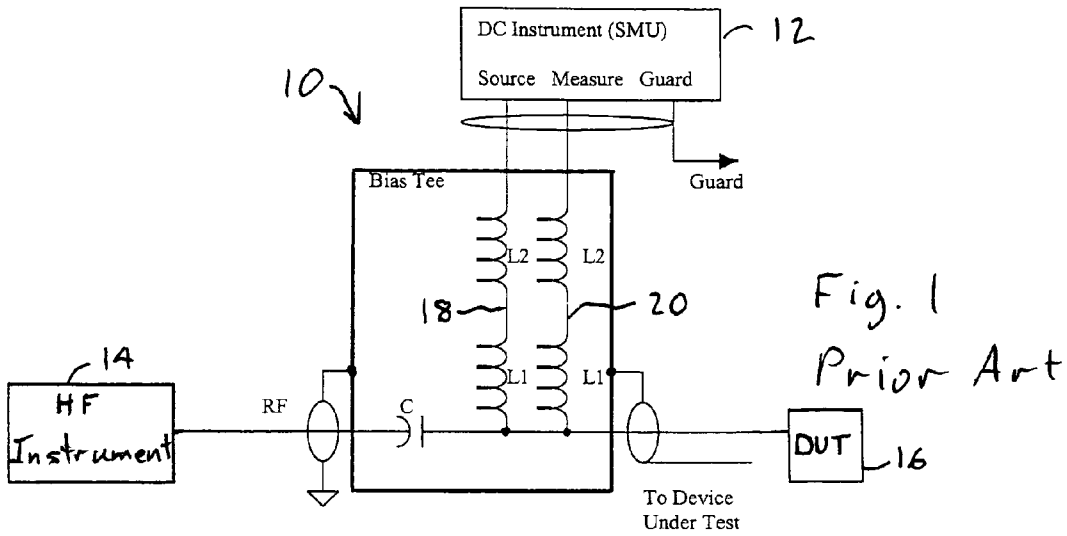 DC Instrument (SMU)
12
Source Measure Guard
10
Guard
Bias Tee
L2
L2
18
20
Fig. 1
Prior Art
14
HF
Instrument
RF
C
L1
L1
DUT
16
To Device
Under Test